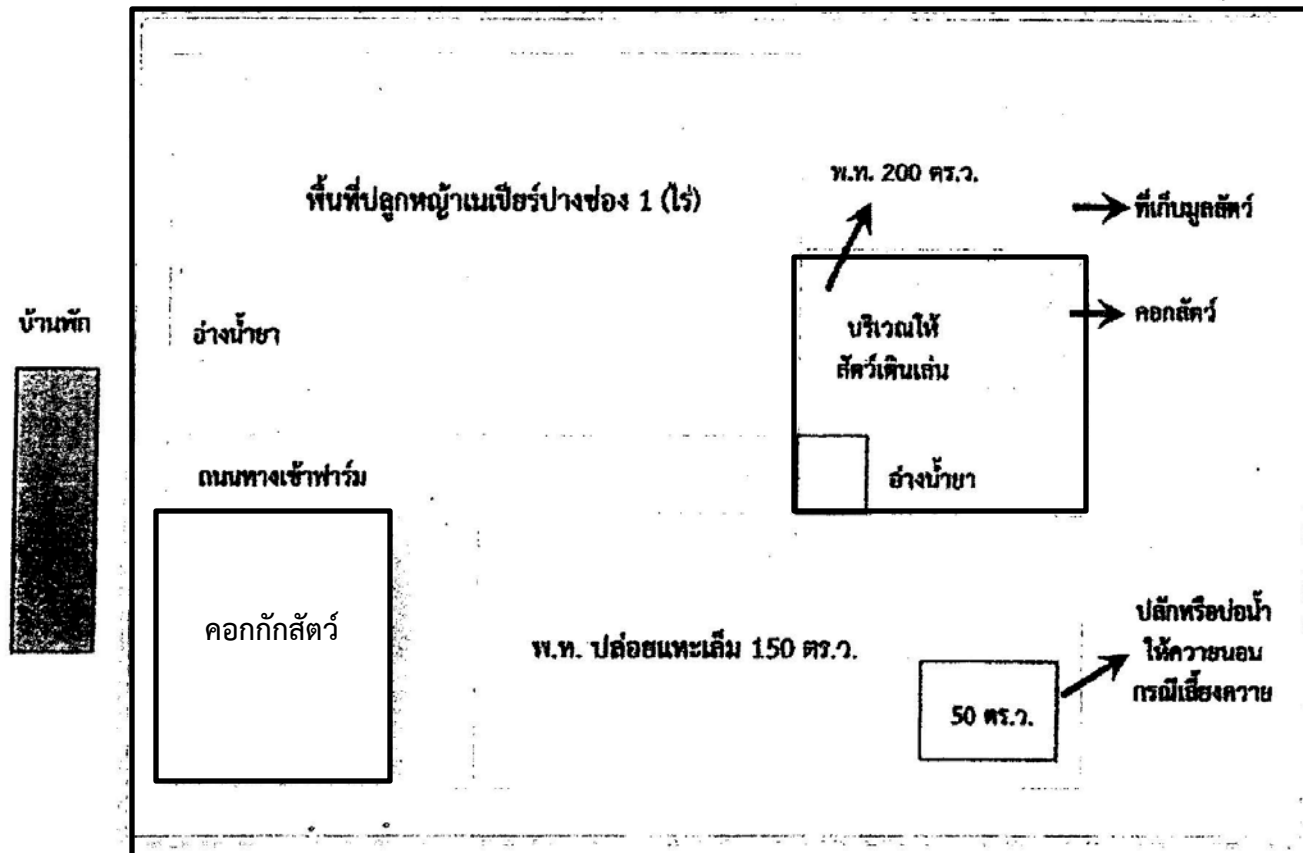 พื้นที่ปลูกหญ้าเนเปียร์ปางช่อง 1 (ไร่)
พ.ท. 200 ตร.ว.
ที่เก็บมูลสัตว์
คอกสัตว์
บ้านพัก
อ่างน้ำยา
บริเวณให้
สัตว์เดินเล่น
ถนนทางเข้าฟาร์ม
อ่างน้ำยา
คอกกักสัตว์
พ.ท. ปล่อยแทะเล็ม 150 ตร.ว.
ปลักหรือบ่อน้ำ
ให้ควายนอน
กรณีเลี้ยงควาย
50 ตร.ว.